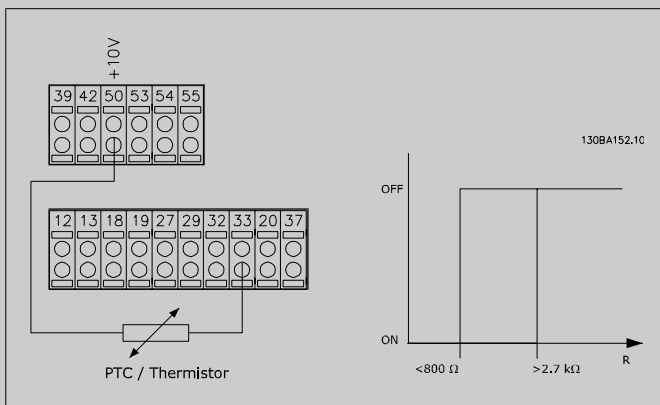 +10V
39 42 50 53 54 55
130BA152.10
12 13 18 19 27 29 32 33 20 37
PTC / Thermistor
OFF
ON
R
<800 Ω
>2.7 kΩ